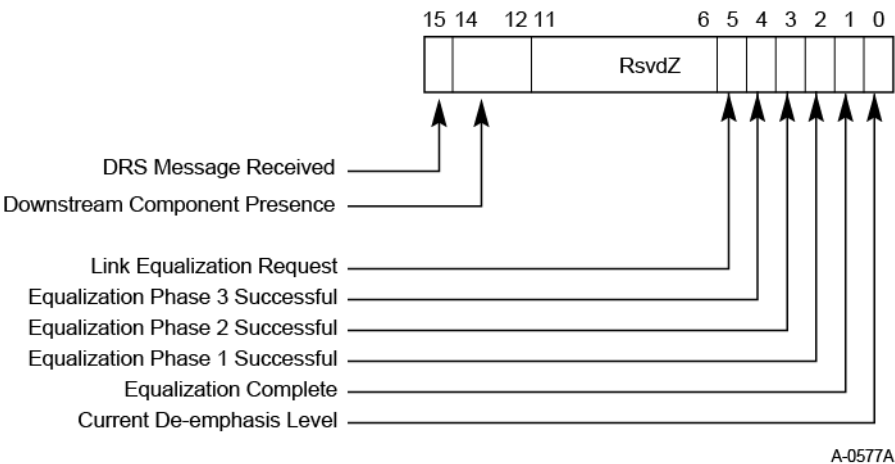 15 14 12 11 6 5 4 3 2 1 0
RsvdZ
DRS Message Received
Downstream Component Presence
Link Equalization Request
Equalization Phase 3 Successful
Equalization Phase 2 Successful
Equalization Phase 1 Successful
Equalization Complete
Current De-emphasis Level
A-0577A